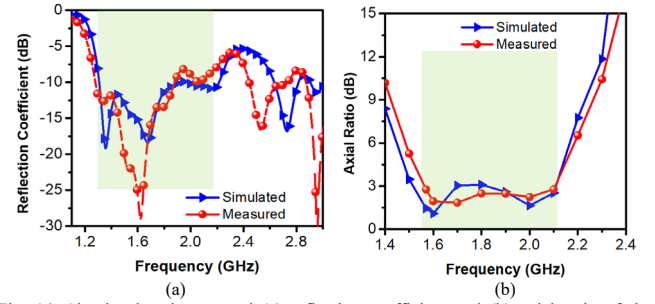 0
-5
-10
-15
-20
-25
-30
Reflection Coefficient (dB)
Simulated
Measured
1.2 1.6 2.0 2.4 2.8
Frequency (GHz)
(a)
15
12
9
6
3
0
Axial Ratio (dB)
Simulated
Measured
1.4 1.6 1.8 2.0 2.2 2.4
Frequency (GHz)
(b)